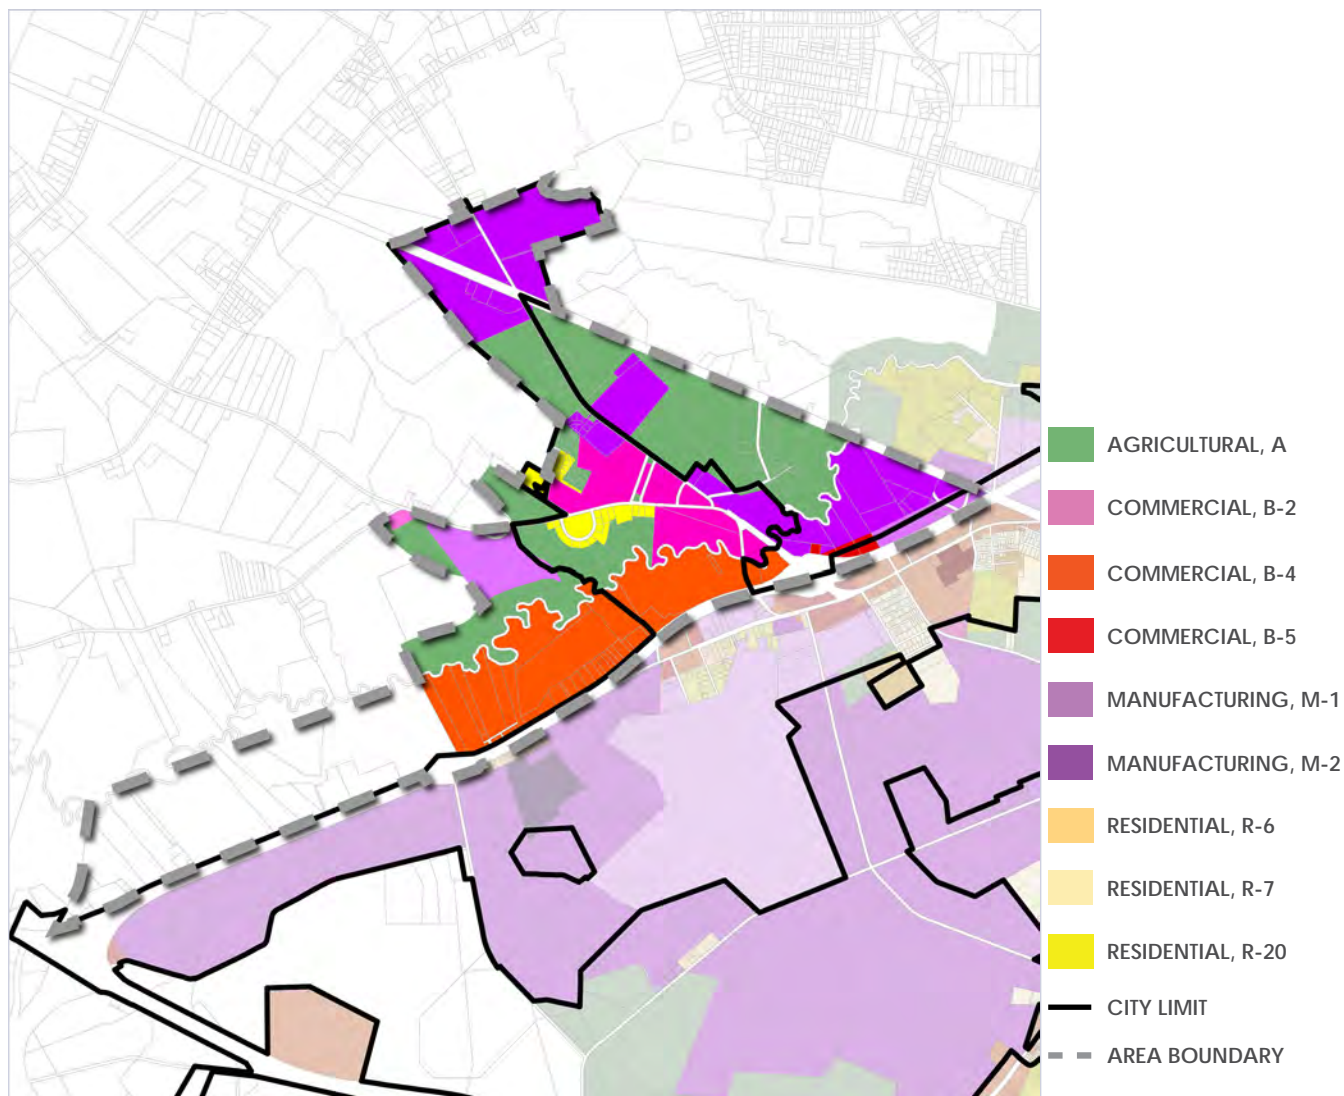 AGRICULTURAL, A
COMMERCIAL, B-2
COMMERCIAL, B-4
COMMERCIAL, B-5
MANUFACTURING, M-1
MANUFACTURING, M-2
RESIDENTIAL, R-6
RESIDENTIAL, R-7
RESIDENTIAL, R-20
CITY LIMIT
AREA BOUNDARY